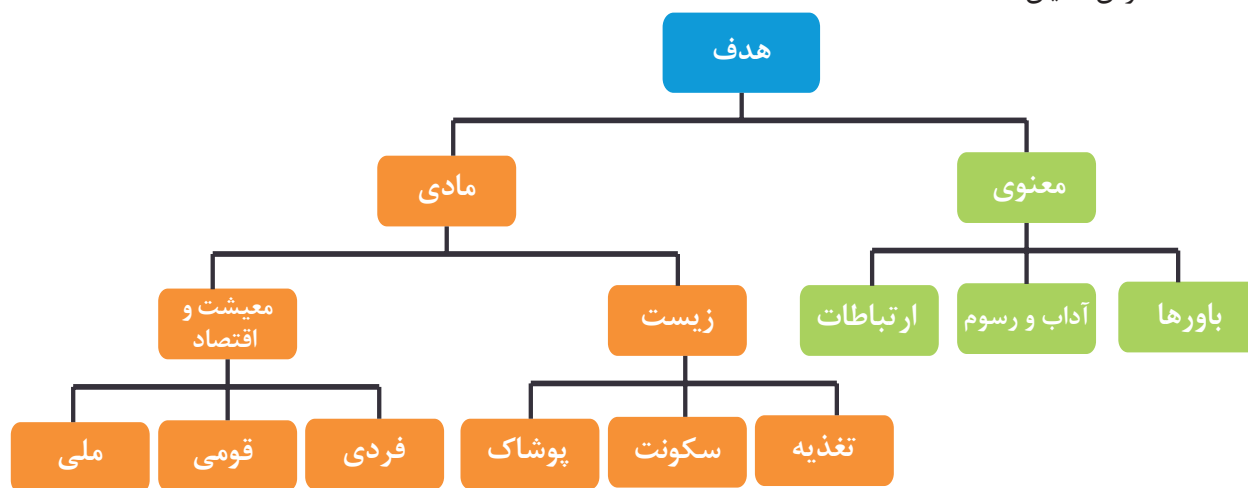 هدف
معنوی
مادی
باورها
آداب و رسوم
ارتباطات
زیست
معیشت و
اقتصاد
تغذیه
سکونت
پوشاک
فردی
قومی
ملی